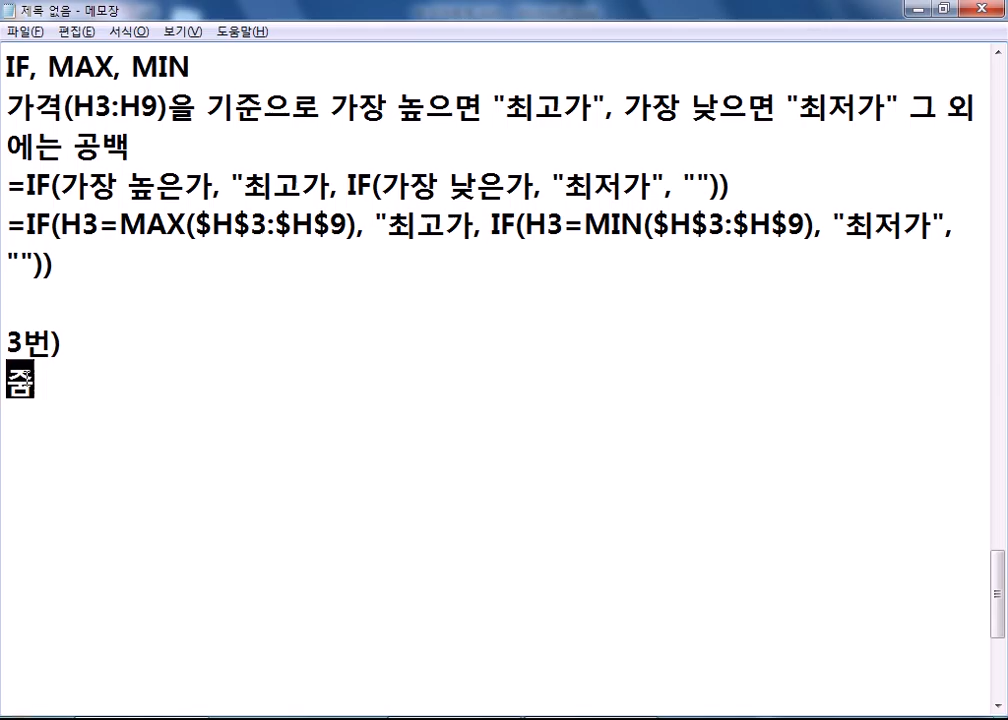 제목 없음 - 메모장
파일(F) 편집(E) 서식(O) 보기(V) 도움말(H)
IF, MAX, MIN
가격(H3:H9)을 기준으로 가장 높으면 "최고가", 가장 낮으면 "최저가" 그 외
에는 공백
=IF(가장 높은가, "최고가, IF(가장 낮은가, "최저가", ""))
=IF(H3=MAX($H$3:$H$9), "최고가, IF(H3=MIN($H$3:$H$9), "최저가",
""))
3번)
줌